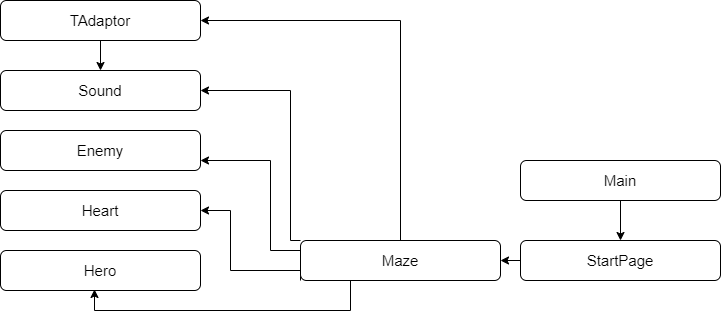 TAdaptor
Sound
Enemy
Main
Heart
Maze
StartPage
Hero